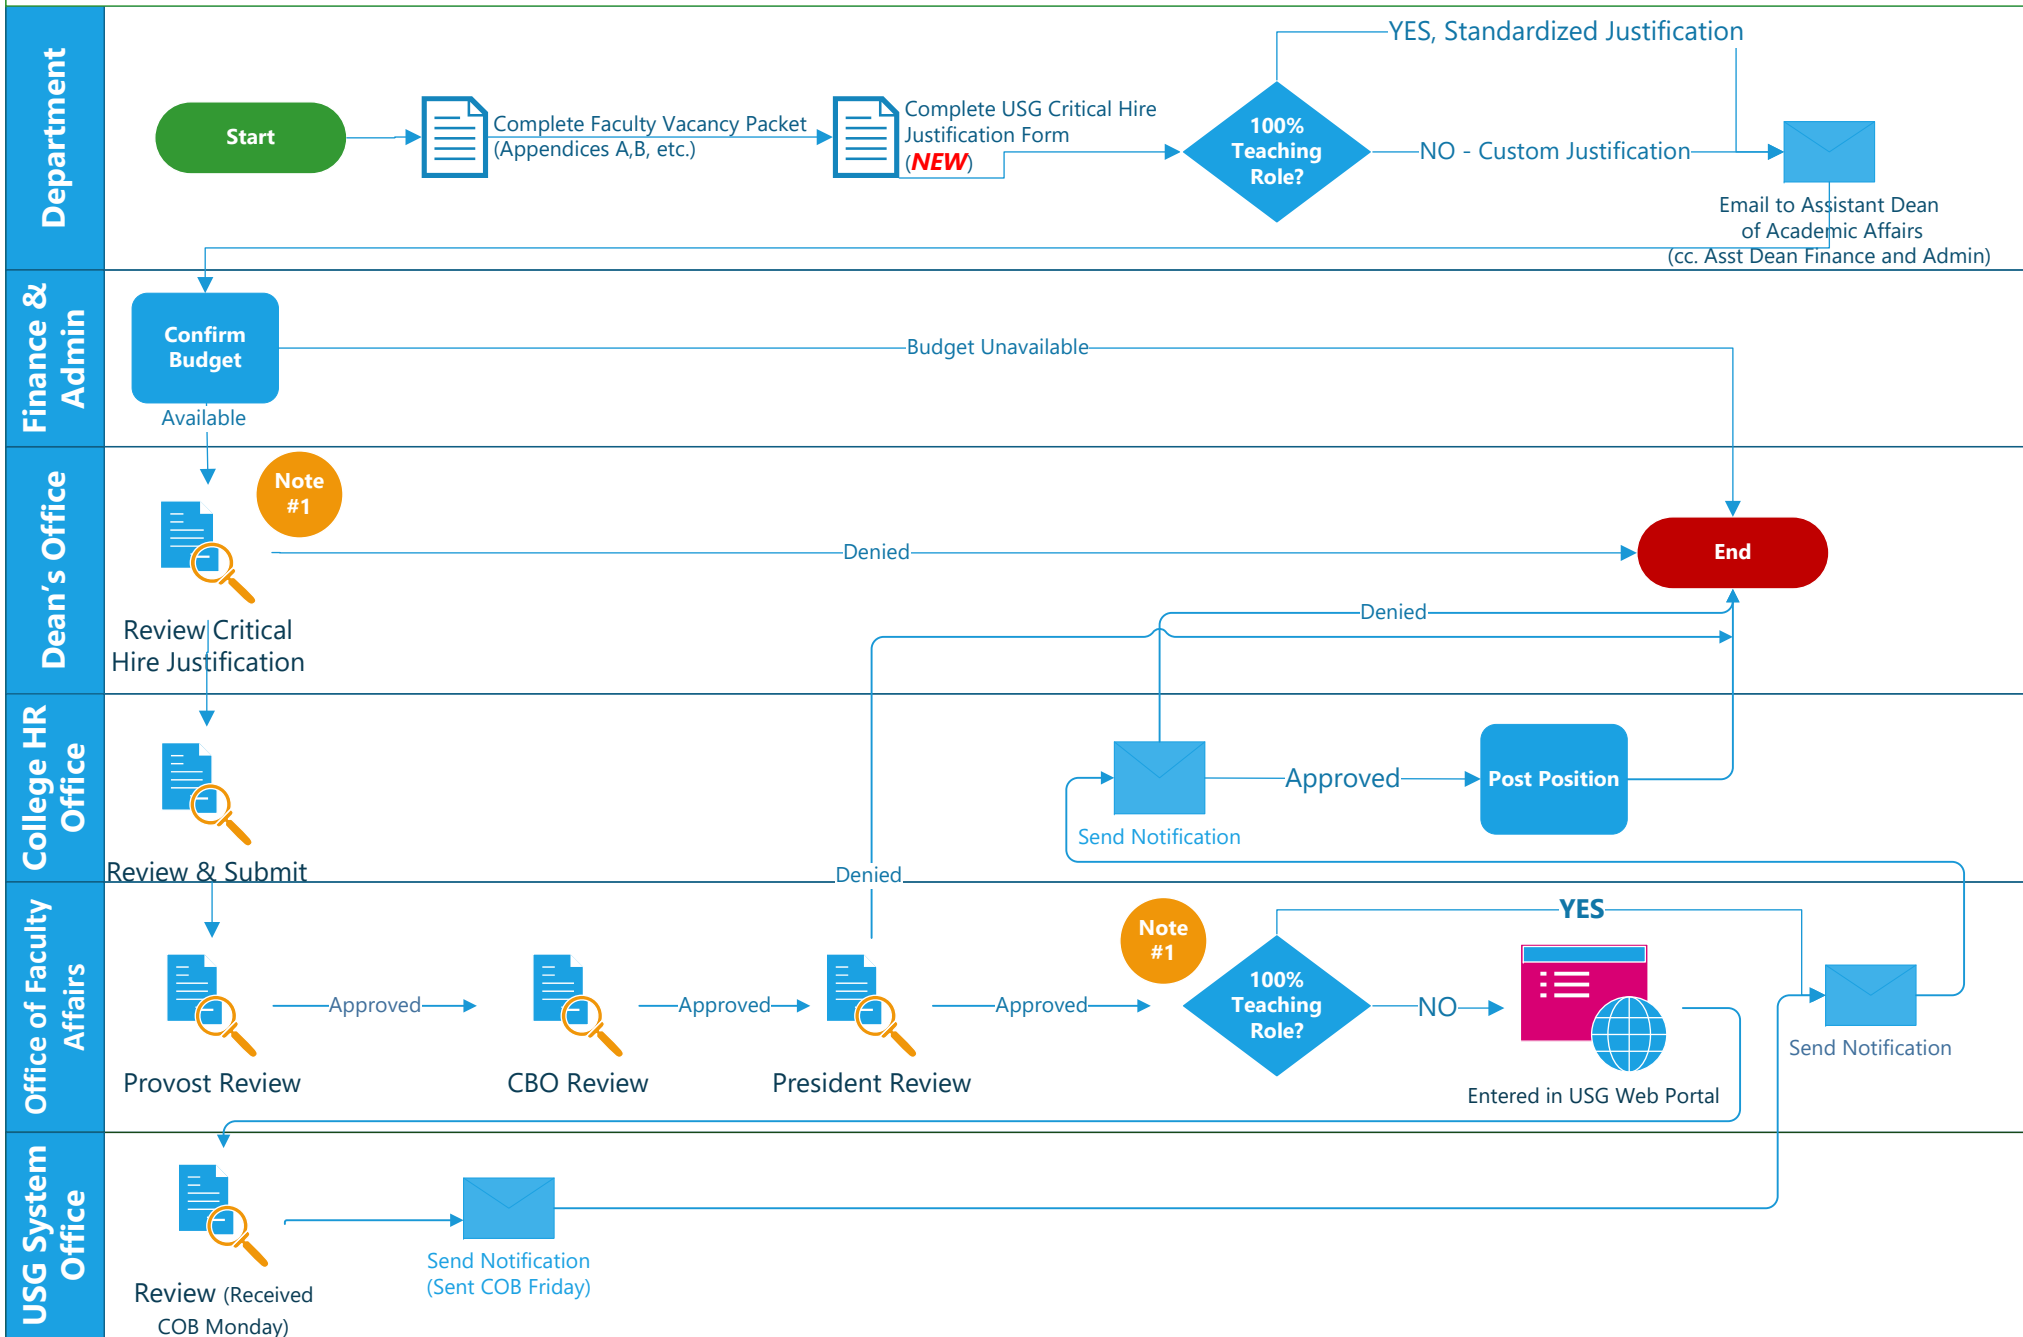 Department
Start
Complete Faculty Vacancy Packet
(Appendices A,B, etc.)
Complete USG Critical Hire
Justification Form
(NEW)
100%
Teaching
Role?
YES, Standardized Justification
NO - Custom Justification
Email to Assistant Dean
of Academic Affairs
(cc. Asst Dean Finance and Admin)
Finance &
Admin
Confirm
Budget
Budget Unavailable
Available
Dean's Office
Note
#1
Denied
End
Review Critical
Hire Justification
Denied
College HR
Office
Review & Submit
Send Notification
Approved
Post Position
Denied
Office of Faculty
Affairs
Provost Review
Approved
CBO Review
Approved
President Review
Approved
Note
#1
100%
Teaching
Role?
YES
NO
Entered in USG Web Portal
Send Notification
USG System
Office
Review (Received
COB Monday)
Send Notification
(Sent COB Friday)